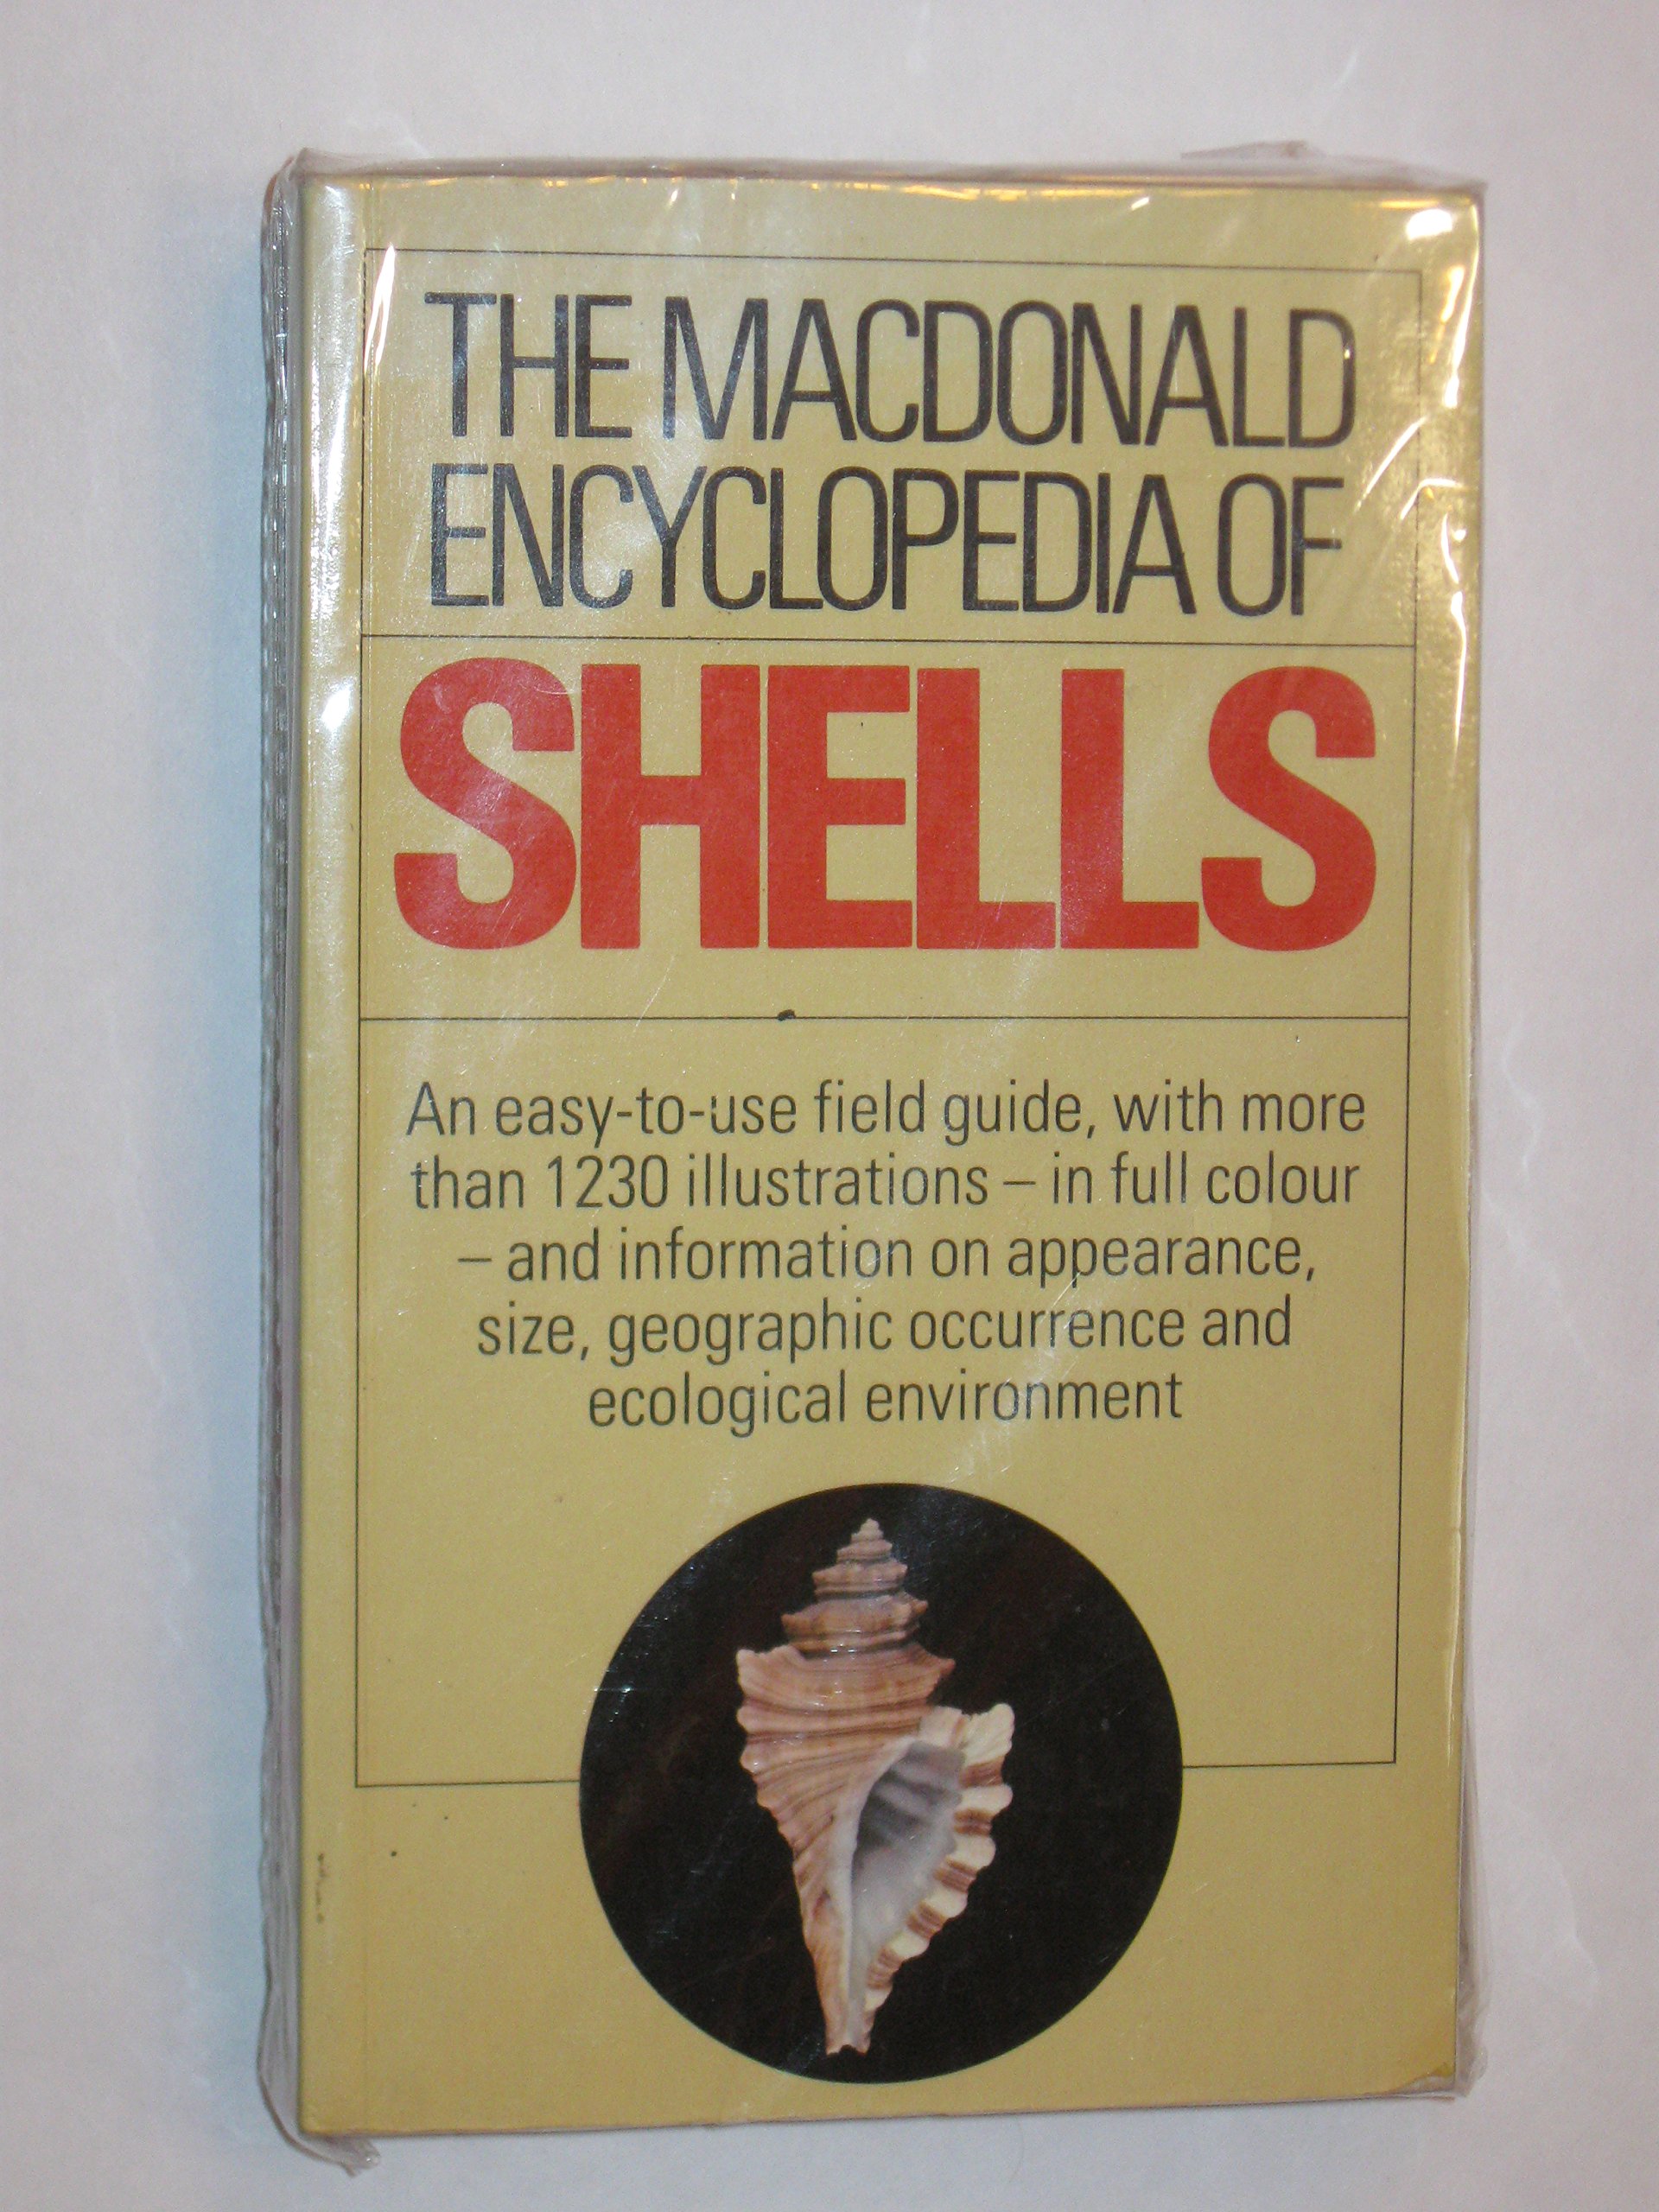 THE MACDONALD
ENCYCLOPEDIA OF
SHELLS
An easy-to-use field guide, with more
than 1230 illustrations – in full colour
– and information on appearance,
size, geographic occurrence and
ecological environment